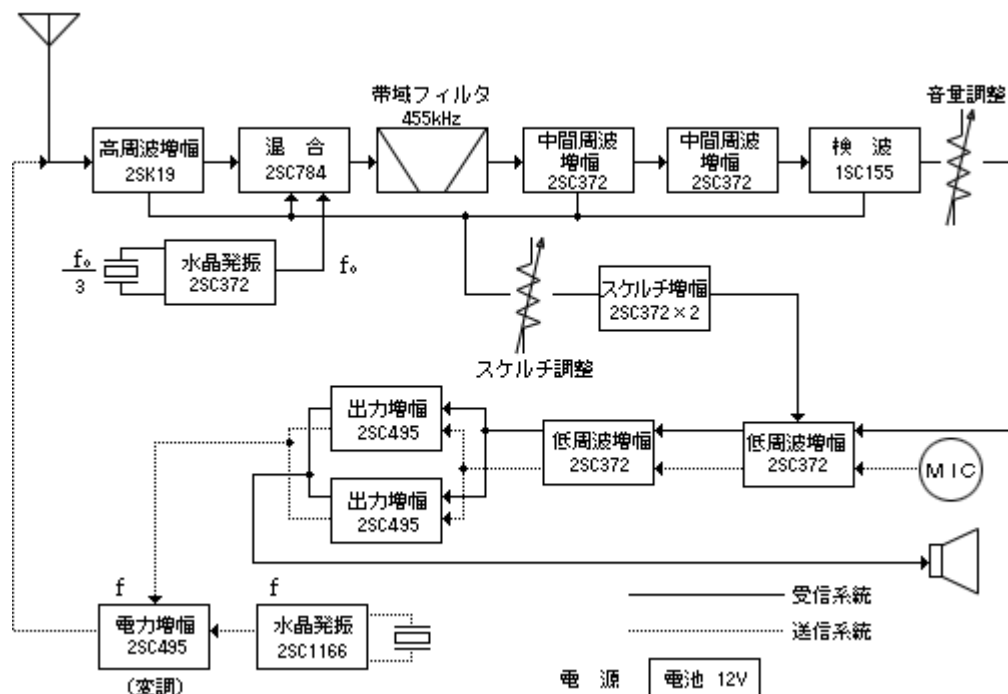 帯域フィルタ
455kHz
音量調整
高周波増幅
2SK19
混 合
2SC784
中間周波
増幅
2SC372
中間周波
増幅
2SC372
検 波
1SC155
f₀
3
水晶発振
2SC372
f₀
スケルチ増幅
2SC372×2
スケルチ調整
出力増幅
2SC495
低周波増幅
2SC372
低周波増幅
2SC372
MIC
出力増幅
2SC495
f
電力増幅
2SC495
(変調)
f
水晶発振
2SC1166
受信系統
送信系統
電 源
電池 12V